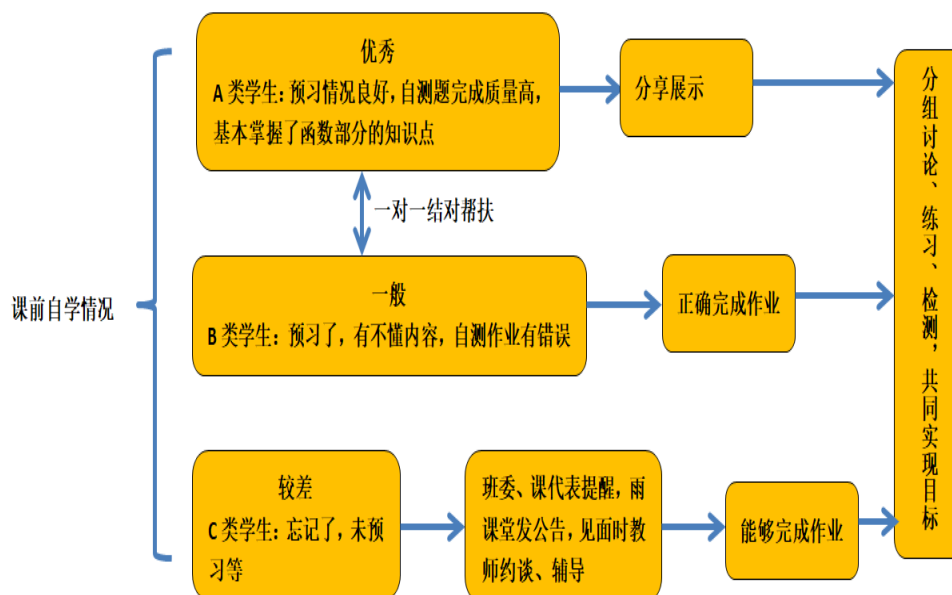 课前自学情况
优秀
A 类学生：预习情况良好，自测题完成质量高，
基本掌握了函数部分的知识点
分享展示
一对一结对帮扶
一般
B 类学生：预习了，有不懂内容，自测作业有错误
正确完成作业
较差
C 类学生：忘记了，未预
习等
班委、课代表提醒，雨
课堂发公告，见面时教
师约谈、辅导
能够完成作业
分组讨论、练习、检测，共同实现目标